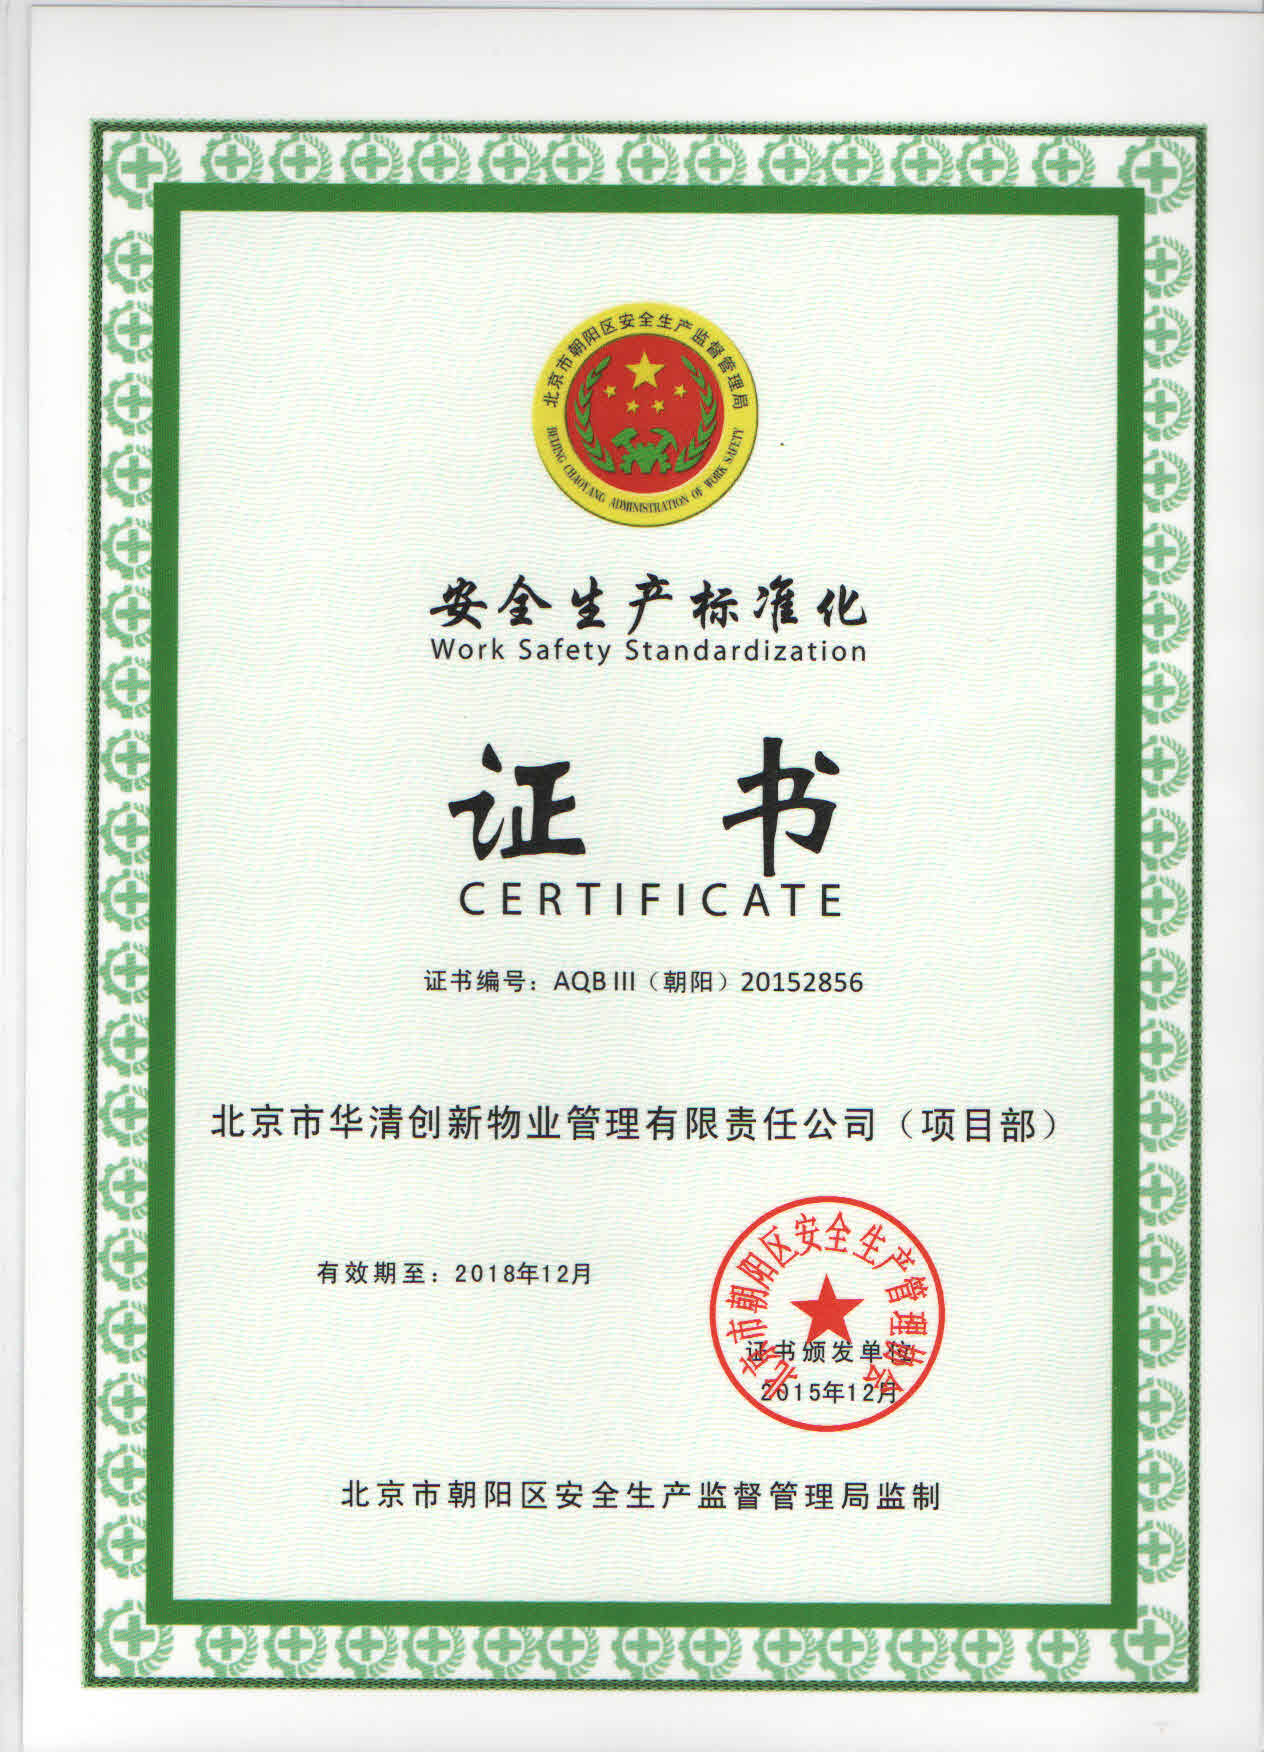 北京市朝阳区安全生产监督管理局
BEIJING CHAOYANG ADMINISTRATION OF WORK SAFETY
安全生产标准化
Work Safety Standardization
证书
CERTIFICATE
证书编号：AQB III（朝阳）20152856
北京市华清创新物业管理有限责任公司（项目部）
有效期至：2018年12月
北京市朝阳区安全生产管理协会
证书颁发单位
2015年12月
北京市朝阳区安全生产监督管理局监制